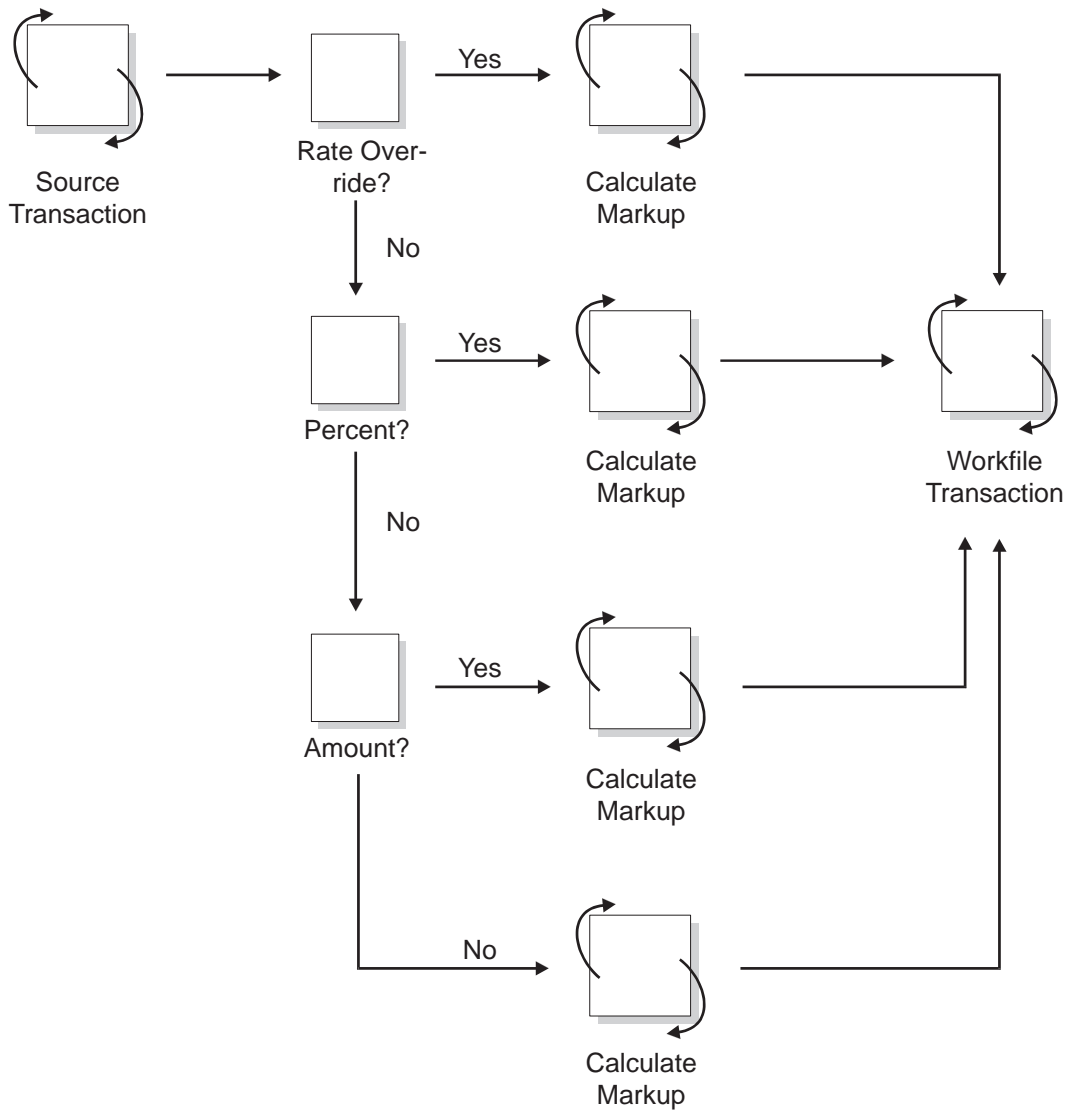 Yes
Rate Over-
ride?
Source
Transaction
Calculate
Markup
No
Yes
Percent?
Calculate
Markup
Workfile
Transaction
No
Yes
Amount?
Calculate
Markup
No
Calculate
Markup